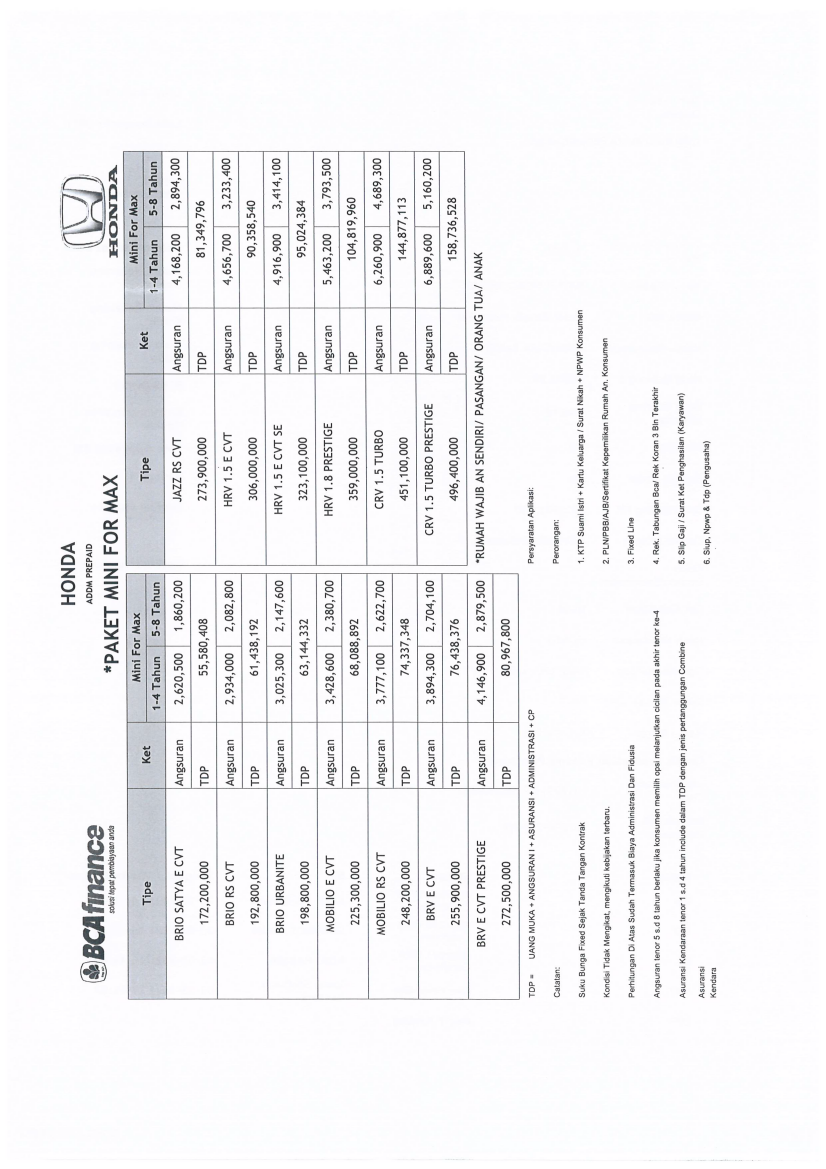 BCA finance
solusi tepat pembiayaan anda
HONDA
ADDM PREPAID
*PAKET MINI FOR MAX
HONDA
Tipe Ket Mini For Max
1-4 Tahun 5-8 Tahun
BRIO SATYA E CVT Angsuran 2,620,500 1,860,200
172,200,000 TDP 55,580,408
BRIO RS CVT Angsuran 2,934,000 2,082,800
192,800,000 TDP 61,438,192
BRIO URBANITE Angsuran 3,025,300 2,147,600
198,800,000 TDP 63,144,332
MOBILIO E CVT Angsuran 3,428,600 2,380,700
225,300,000 TDP 68,088,892
MOBILIO RS CVT Angsuran 3,777,100 2,622,700
248,200,000 TDP 74,337,348
BRV E CVT Angsuran 3,894,300 2,704,100
255,900,000 TDP 76,438,376
BRV E CVT PRESTIGE Angsuran 4,146,900 2,879,500
272,500,000 TDP 80,967,800
Tipe Ket Mini For Max
1-4 Tahun 5-8 Tahun
JAZZ RS CVT Angsuran 4,168,200 2,894,300
273,900,000 TDP 81,349,796
HRV 1.5 E CVT Angsuran 4,656,700 3,233,400
306,000,000 TDP 90,358,540
HRV 1.5 E CVT SE Angsuran 4,916,900 3,414,100
323,100,000 TDP 95,024,384
HRV 1.8 PRESTIGE Angsuran 5,463,200 3,793,500
359,000,000 TDP 104,819,960
CRV 1.5 TURBO Angsuran 6,260,900 4,689,300
451,100,000 TDP 144,877,113
CRV 1.5 TURBO PRESTIGE Angsuran 6,889,600 5,160,200
496,400,000 TDP 158,736,528
*RUMAH WAJIB AN SENDIRI/ PASANGAN/ ORANG TUA/ ANAK
TDP = UANG MUKA + ANGSURAN I + ASURANSI + ADMINISTRASI + CP
Catatan:
Suku Bunga Fixed Sejak Tanda Tangan Kontrak
Kondisi Tidak Mengikat, mengikuti kebijakan terbaru.
Perhitungan Di Atas Sudah Termasuk Biaya Administrasi Dan Fidusia
Angsuran tenor 5 s.d 8 tahun berlaku jika konsumen memilih opsi melanjutkan cicilan pada akhir tenor ke-4
Asuransi Kendaraan tenor 1 s.d 4 tahun include dalam TDP dengan jenis pertanggungan Combine
Asuransi
Kendara
Persyaratan Aplikasi:
Perorangan:
1. KTP Suami Istri + Kartu Keluarga / Surat Nikah + NPWP Konsumen
2. PLN/PBB/AJB/Sertifikat Kepemilikan Rumah An. Konsumen
3. Fixed Line
4. Rek. Tabungan Bca/ Rek Koran 3 Bln Terakhir
5. Slip Gaji / Surat Ket Penghasilan (Karyawan)
6. Siup, Npwp & Tdp (Pengusaha)